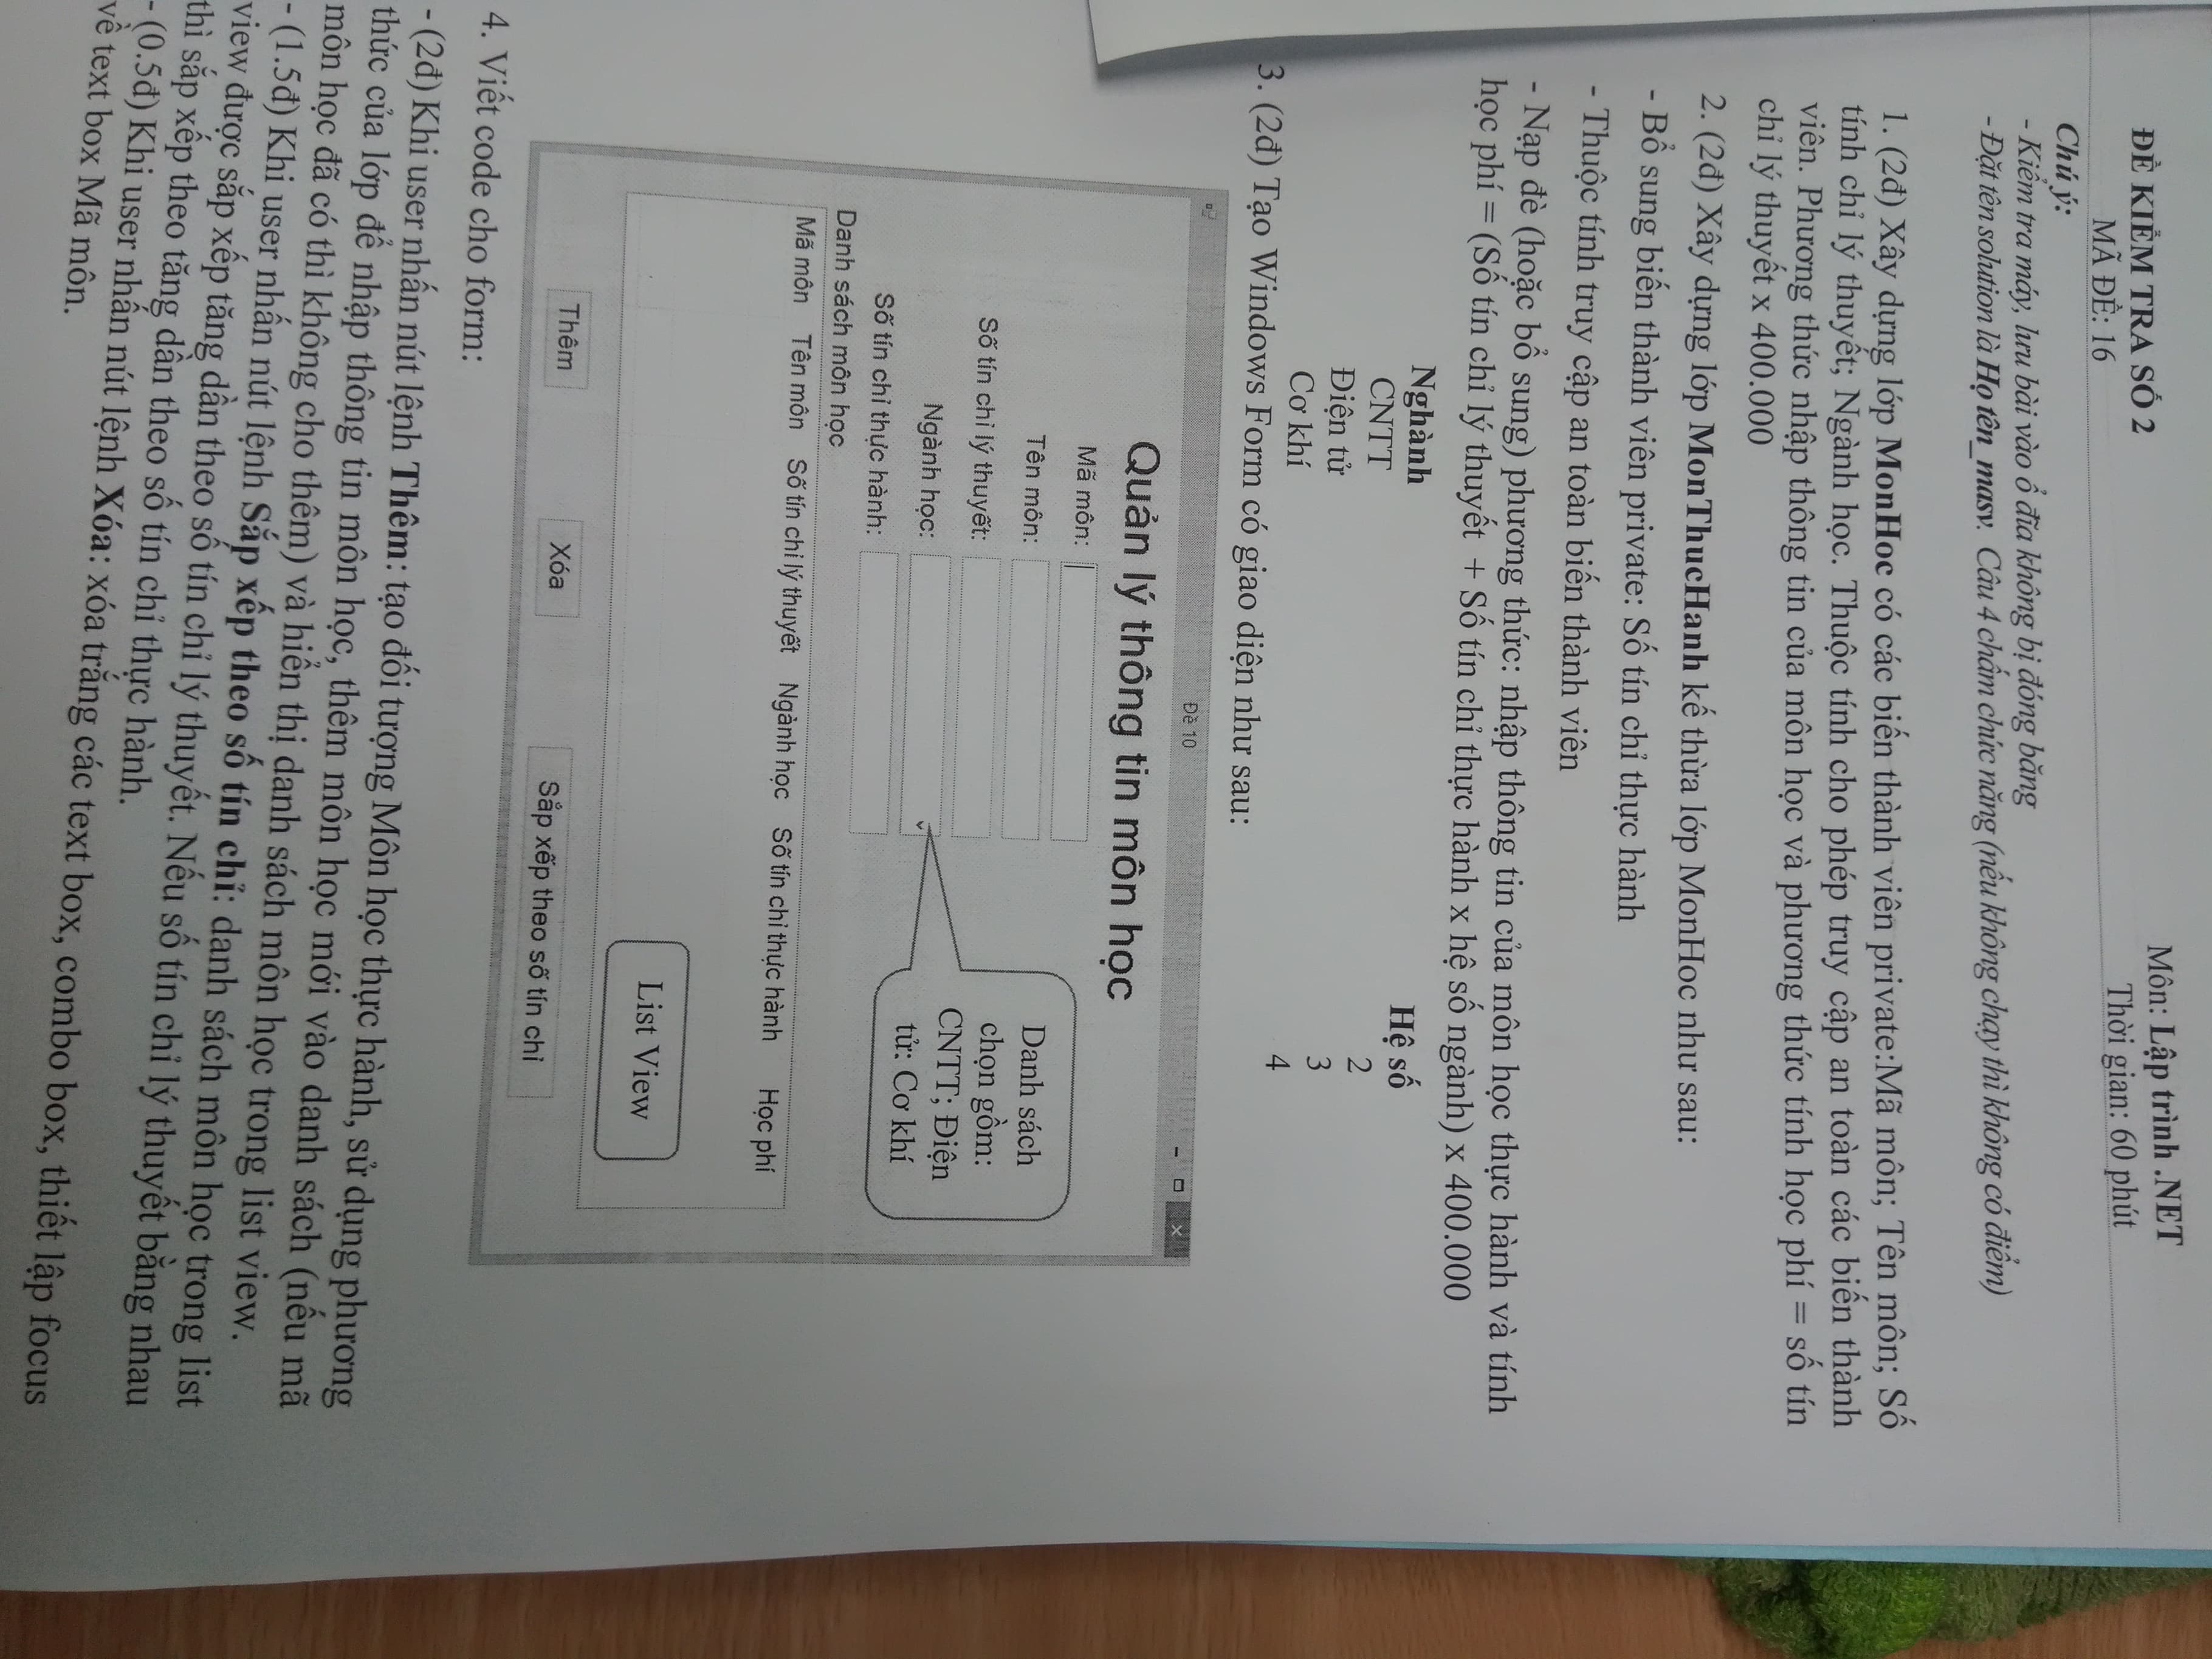 ĐỀ KIỂM TRA SỐ 2
MÃ ĐỀ: 16
Môn: Lập trình .NET
Thời gian: 60 phút
Chú ý:
- Kiểm tra máy, lưu bài vào ổ đĩa không bị đóng băng
- Đặt tên solution là Họ tên_masv. Câu 4 chấm chức năng (nếu không chạy thì không có điểm)
1. (2đ) Xây dựng lớp MonHoc có các biến thành viên private:Mã môn; Tên môn; Số
tính chỉ lý thuyết; Ngành học. Thuộc tính cho phép truy cập an toàn các biến thành
viên. Phương thức nhập thông tin của môn học và phương thức tính học phí = số tín
chỉ lý thuyết x 400.000
2. (2đ) Xây dựng lớp MonThucHanh kế thừa lớp MonHoc như sau:
- Bổ sung biến thành viên private: Số tín chỉ thực hành
- Thuộc tính truy cập an toàn biến thành viên
- Nạp đè (hoặc bổ sung) phương thức: nhập thông tin của môn học thực hành và tính
học phí = (Số tín chỉ lý thuyết + Số tín chỉ thực hành x hệ số ngành) x 400.000
Nghành Hệ số
CNTT 2
Điện tử 3
Cơ khí 4
3. (2đ) Tạo Windows Form có giao diện như sau:
Đề 10
Quản lý thông tin môn học
Mã môn:
Tên môn:
Số tín chỉ lý thuyết:
Ngành học:
Số tín chỉ thực hành:
Danh sách
chọn gồm:
CNTT; Điện
tử: Cơ khí
Danh sách môn học
Mã môn Tên môn Số tín chỉ lý thuyết Ngành học Số tín chỉ thực hành Học phí
List View
Thêm Xóa Sắp xếp theo số tín chỉ
4. Viết code cho form:
- (2đ) Khi user nhấn nút lệnh Thêm: tạo đối tượng Môn học thực hành, sử dụng phương
thức của lớp để nhập thông tin môn học, thêm môn học mới vào danh sách (nếu mã
môn học đã có thì không cho thêm) và hiển thị danh sách môn học trong list view.
- (1.5đ) Khi user nhấn nút lệnh Sắp xếp theo số tín chỉ: danh sách môn học trong list
view được sắp xếp tăng dần theo số tín chỉ lý thuyết. Nếu số tín chỉ lý thuyết bằng nhau
thì sắp xếp theo tăng dần theo số tín chỉ thực hành.
- (0.5đ) Khi user nhấn nút lệnh Xóa: xóa trắng các text box, combo box, thiết lập focus
về text box Mã môn.